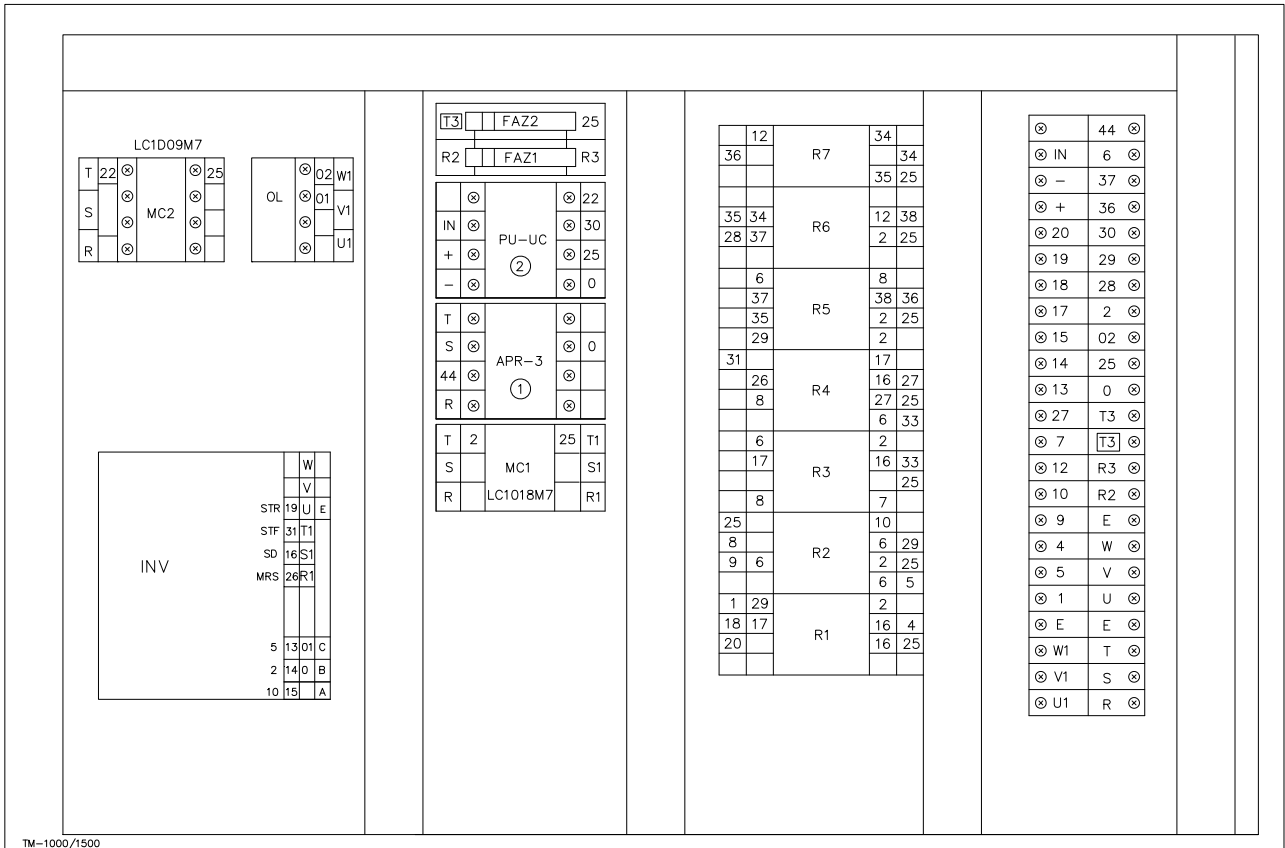 LC1D09M7
T 22 25
S MC2
R
OL 02 W1
01 V1
U1
INV
W
V
STR 19 U E
STF 31 T1
SD 16 S1
MRS 26 R1
5 13 01 C
2 14 0 B
10 15 A
T3 FAZ2 25
R2 FAZ1 R3
22
IN 30
PU-UC
+ 25
2
- 0
T
S 0
APR-3
44
1
R
T 2 25 T1
S MC1 S1
R LC1018M7 R1
12 34
36 R7 34
35 25
35 34 R6 12 38
28 37 2 25
6 8
37 R5 38 36
35 2 25
29 2
31 17
26 R4 16 27
8 27 25
6 33
6 2
17 R3 16 33
25
8 7
25 10
8 R2 6 29
9 6 2 25
6 5
1 29 2
18 17 R1 16 4
20 16 25
44
IN 6
- 37
+ 36
20 30
19 29
18 28
17 2
15 02
14 25
13 0
27 T3
7 T3
12 R3
10 R2
9 E
4 W
5 V
1 U
E E
W1 T
V1 S
U1 R
TM-1000/1500